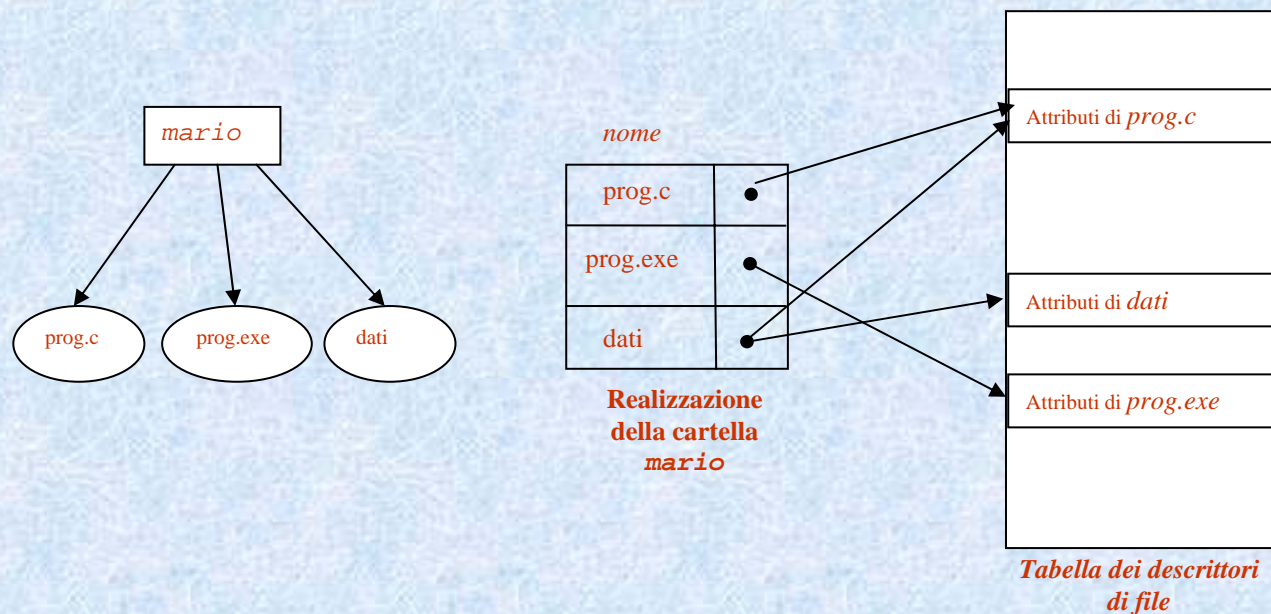 mario
prog.c
prog.exe
dati
nome
prog.c
prog.exe
dati
Realizzazione
della cartella
mario
Attributi di prog.c
Attributi di dati
Attributi di prog.exe
Tabella dei descrittori
di file